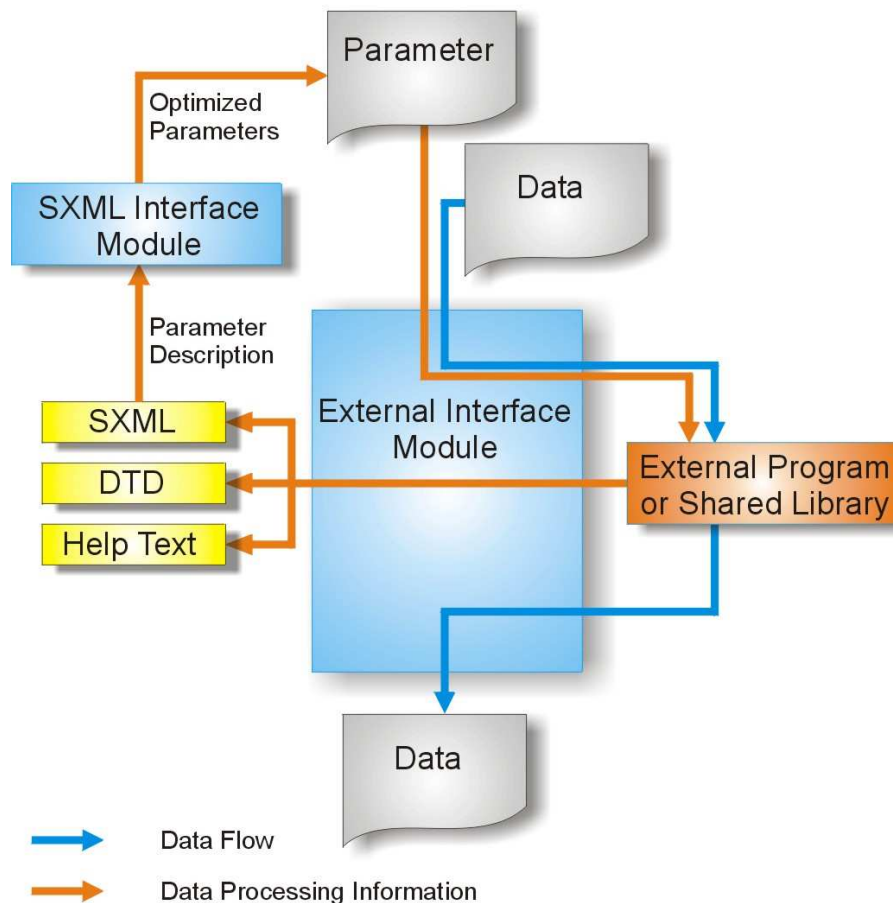 Parameter
Optimized
Parameters
Data
SXML Interface
Module
Parameter
Description
External Interface
Module
SXML
DTD
Help Text
External Program
or Shared Library
Data
Data Flow
Data Processing Information